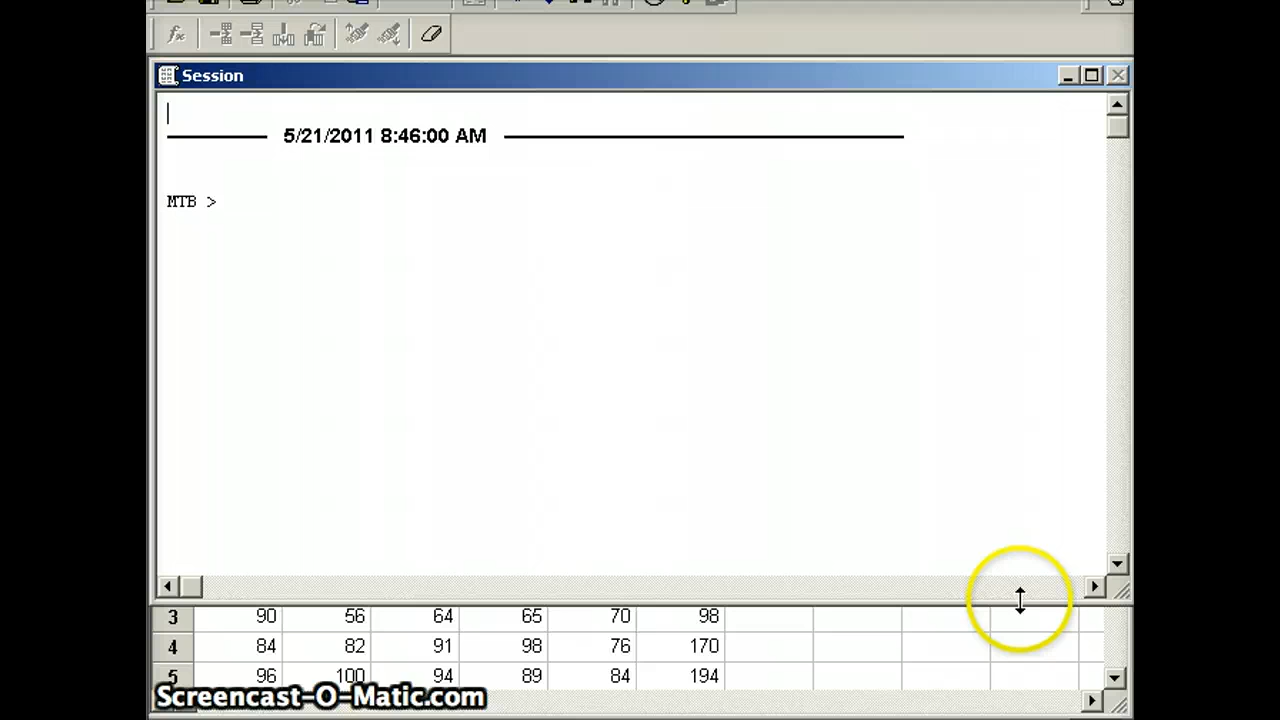 Session
5/21/2011 8:46:00 AM
MTB >
3 90 56 64 65 70 98
4 84 82 91 98 76 170
5 96 100 94 89 84 194
Screencast-O-Matic.com